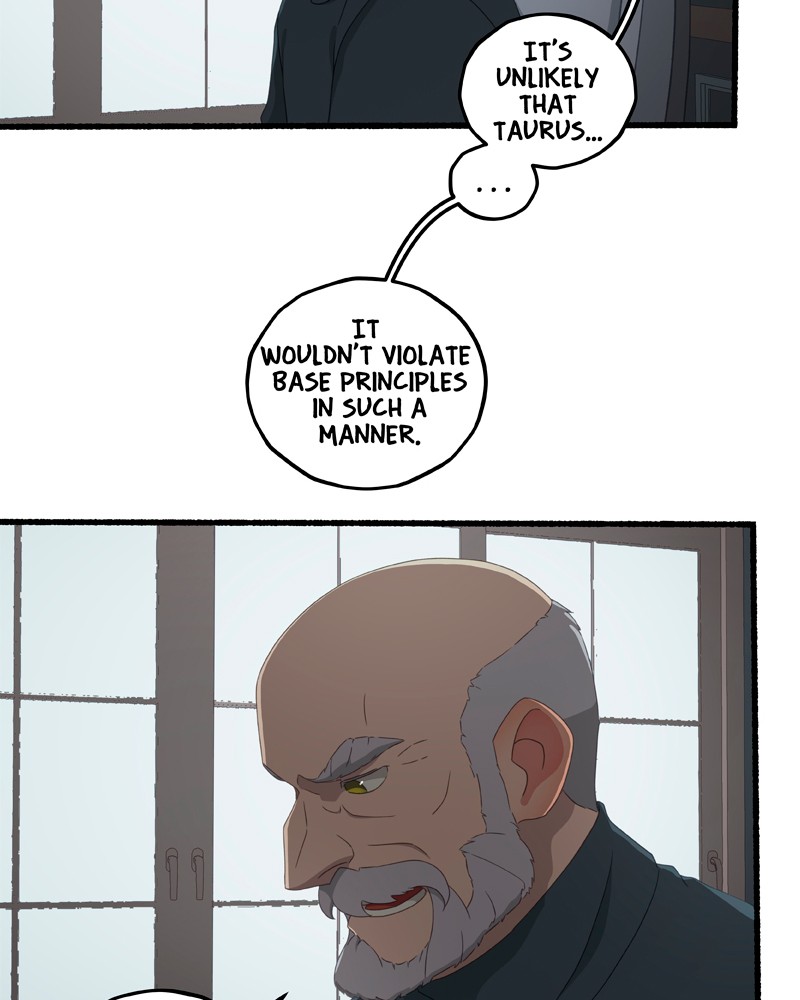 IT'S
UNLIKELY
THAT
TAURUS...
...
IT
WOULDN'T VIOLATE
BASE PRINCIPLES
IN SUCH A
MANNER.